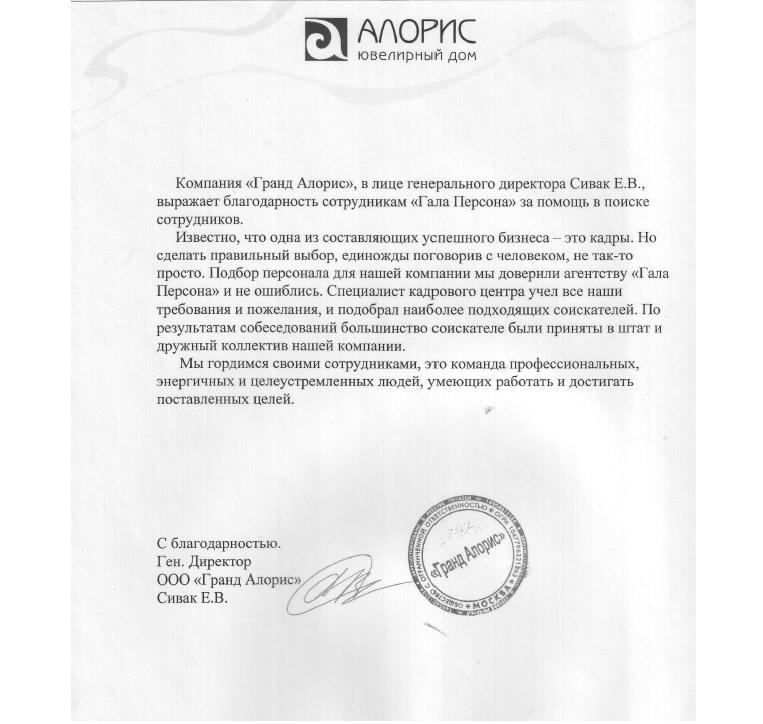 АЛОРИС
ювелирный дом
Компания «Гранд Алорис», в лице генерального директора Сивак Е.В.,
выражает благодарность сотрудникам «Гала Персона» за помощь в поиске
сотрудников.
Известно, что одна из составляющих успешного бизнеса – это кадры. Но
сделать правильный выбор, единожды поговорив с человеком, не так-то
просто. Подбор персонала для нашей компании мы доверили агентству «Гала
Персона» и не ошиблись. Специалист кадрового центра учел все наши
требования и пожелания, и подобрал наиболее подходящих соискателей. По
результатам собеседований большинство соискателе были приняты в штат и
дружный коллектив нашей компании.
Мы гордимся своими сотрудниками, это команда профессиональных,
энергичных и целеустремленных людей, умеющих работать и достигать
поставленных целей.
С благодарностью.
Ген. Директор
ООО «Гранд Алорис»
Сивак Е.В.
ОБЩЕСТВО С ОГРАНИЧЕННОЙ ОТВЕТСТВЕННОСТЬЮ
«Гранд Алорис»
МОСКВА